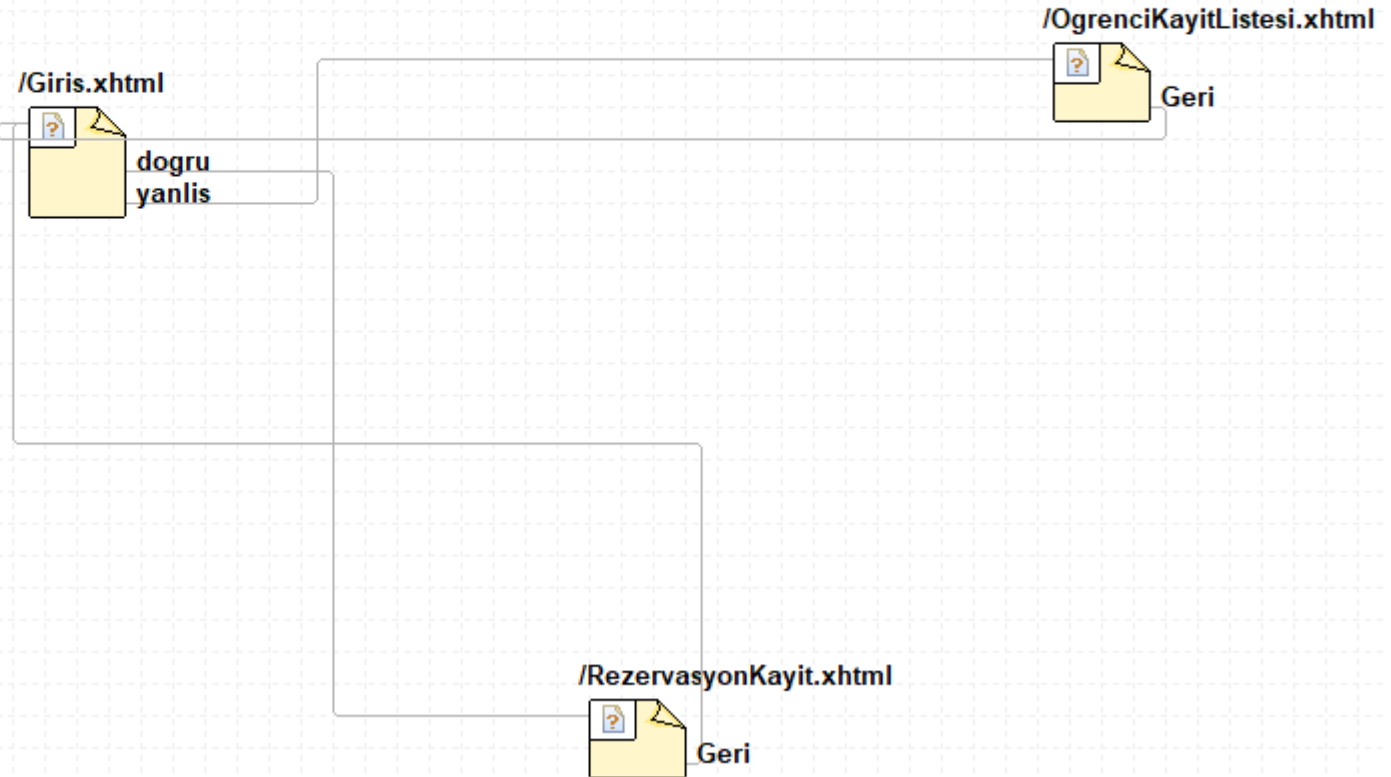 /OgrenciKayitListesi.xhtml
Geri
/Giris.xhtml
dogru
yanlis
/RezervasyonKayit.xhtml
Geri